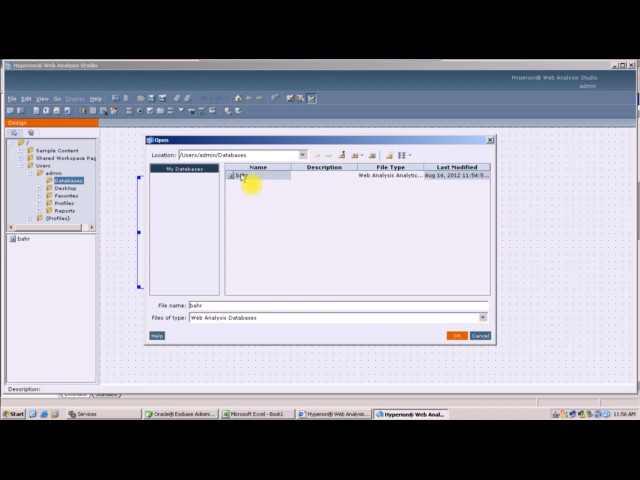 Hyperion® Web Analysis Studio
Hyperion® Web Analysis Studio
admin
File Edit View Go Display Help
Design
/
Sample Content
Shared Workspace Pag
Users
admin
Databases
Desktop
Favorites
Profiles
Reports
{Profiles}
bahr
Open
Location: /Users/admin/Databases
My Databases
Name Description File Type Last Modified
bahr Web Analysis Analytic... Aug 14, 2012 11:54:5...
File name: bahr
Files of type: Web Analysis Databases
Help OK Cancel
Description:
Start Services Oracle® Essbase Admini... Microsoft Excel - Book1 Hyperion® Web Analysis... Hyperion® Web Anal... 11:56 AM